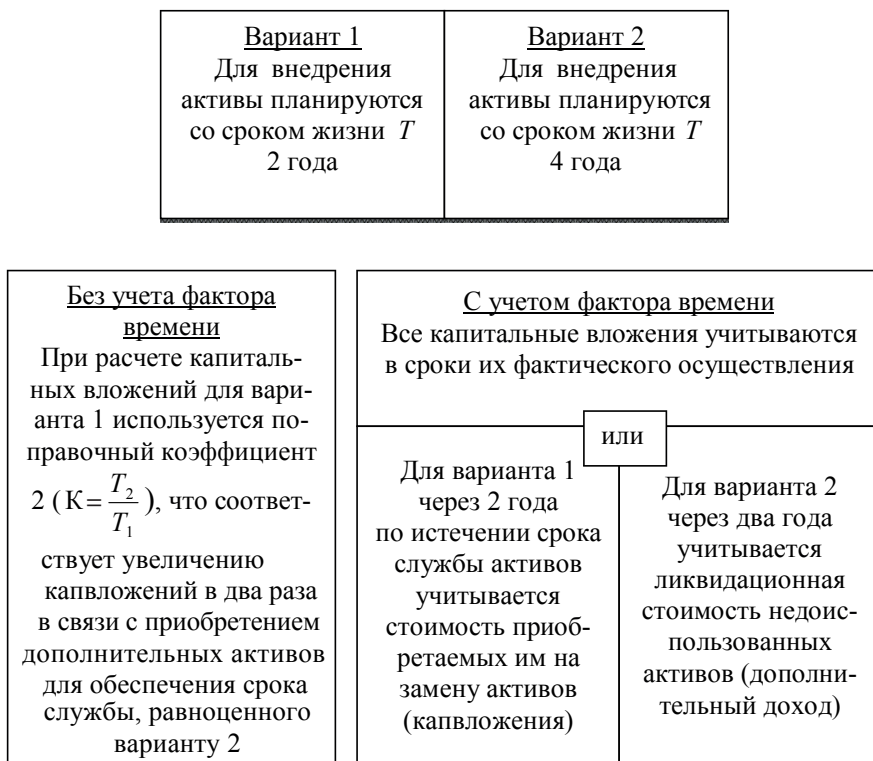 Вариант 1
Для внедрения
активы планируются
со сроком жизни T
2 года
Вариант 2
Для внедрения
активы планируются
со сроком жизни T
4 года
Без учета фактора
времени
При расчете капиталь-
ных вложений для вари-
анта 1 используется по-
правочный коэффициент
2 ( К = T₂/T₁ ), что соответ-
ствует увеличению
капвложений в два раза
в связи с приобретением
дополнительных активов
для обеспечения срока
службы, равноценного
варианту 2
С учетом фактора времени
Все капитальные вложения учитываются
в сроки их фактического осуществления
или
Для варианта 1
через 2 года
по истечении срока
службы активов
учитывается
стоимость приоб-
ретаемых им на
замену активов
(капвложения)
Для варианта 2
через два года
учитывается
ликвидационная
стоимость недоис-
пользованных
активов (дополни-
тельный доход)